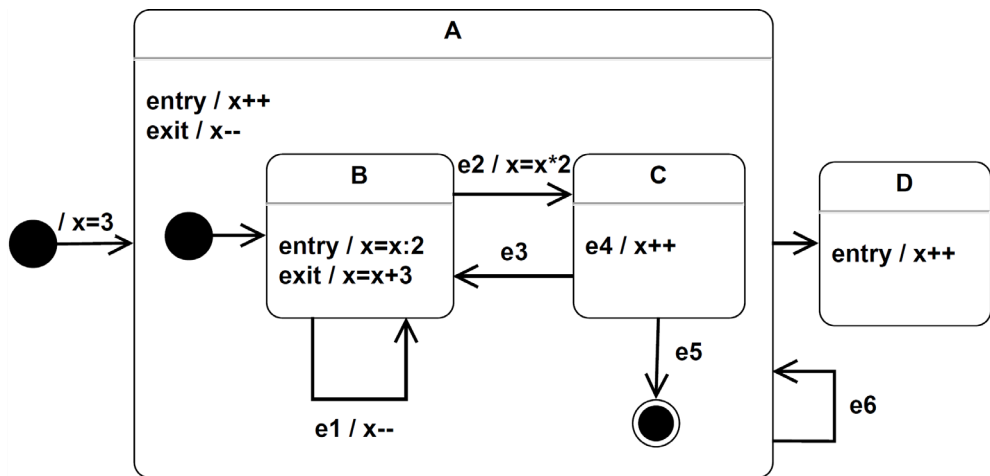 A
entry / x++
exit / x--
/ x=3
B
entry / x=x:2
exit / x=x+3
e1 / x--
e2 / x=x*2
e3
C
e4 / x++
e5
D
entry / x++
e6